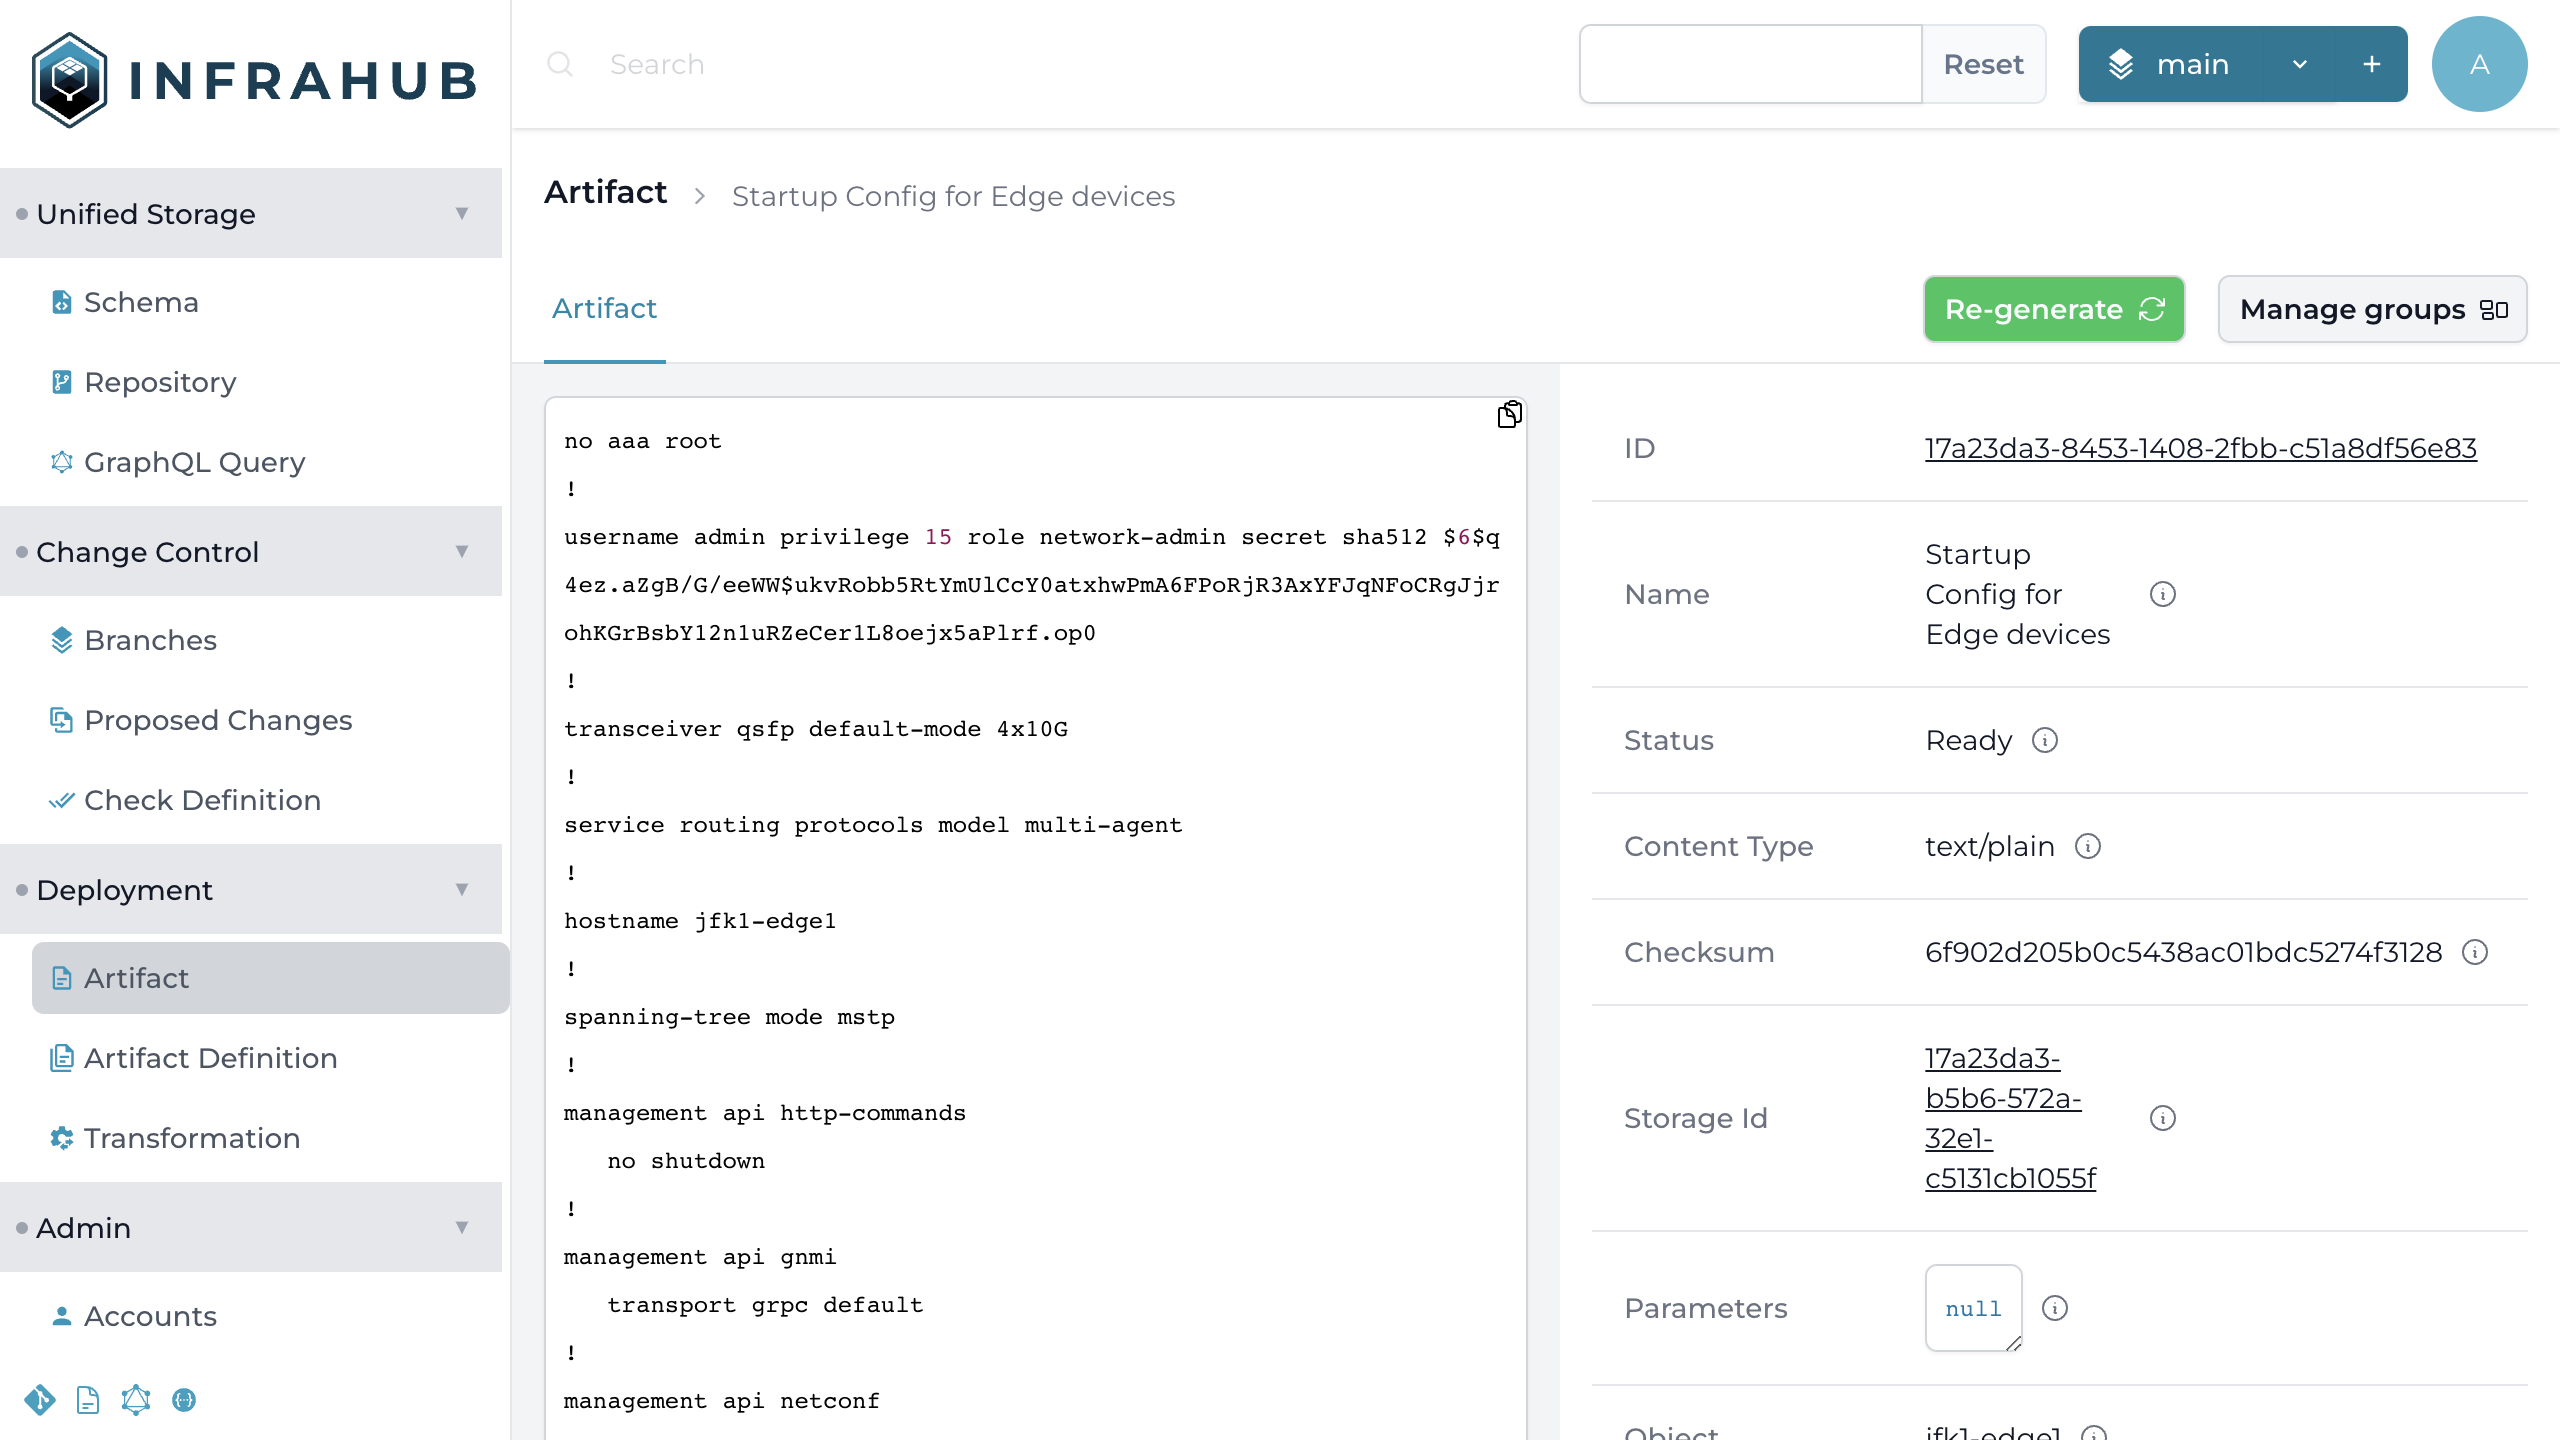 INFRAHUB
Search
Reset
main
+
A
Unified Storage
Schema
Repository
GraphQL Query
Change Control
Branches
Proposed Changes
Check Definition
Deployment
Artifact
Artifact Definition
Transformation
Admin
Accounts
Artifact > Startup Config for Edge devices
Artifact
Re-generate
Manage groups
no aaa root
!
username admin privilege 15 role network-admin secret sha512 $6$q
4ez.aZgB/G/eeWW$ukvRobb5RtYmUlCcY0atxhwPmA6FPoRjR3AxYFJqNFoCRgJjr
ohKGrBsbY12n1uRZeCer1L8oejx5aPlrf.op0
!
transceiver qsfp default-mode 4x10G
!
service routing protocols model multi-agent
!
hostname jfk1-edge1
!
spanning-tree mode mstp
!
management api http-commands
   no shutdown
!
management api gnmi
   transport grpc default
!
management api netconf
ID 17a23da3-8453-1408-2fbb-c51a8df56e83
Name Startup
Config for
Edge devices
Status Ready
Content Type text/plain
Checksum 6f902d205b0c5438ac01bdc5274f3128
Storage Id 17a23da3-
b5b6-572a-
32e1-
c5131cb1055f
Parameters null
Object jfk1-edge1